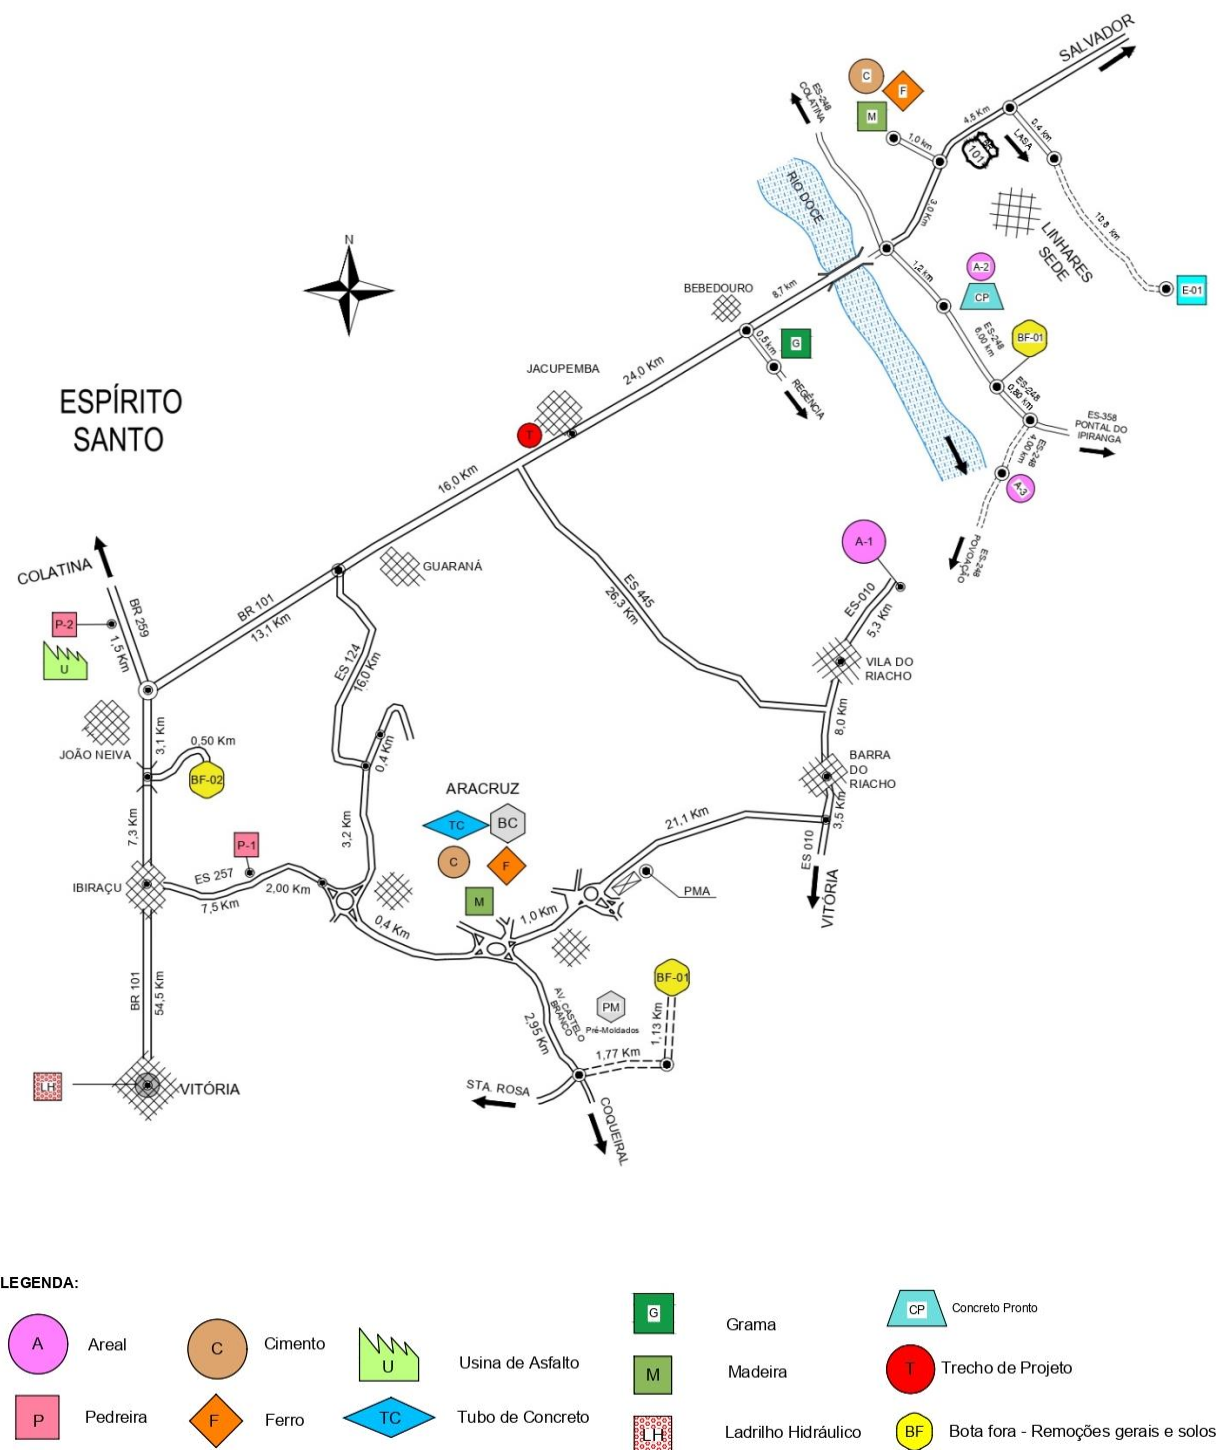 SALVADOR
ES-248
COLATINA
C
F
M
1,0 km
4,5 Km
BR
101
0,4 km
LASA
RIO DOCE
3,0 Km
10,8 km
LINHARES
SEDE
1,2 km
A-2
CP
E-01
N
BEBEDOURO
8,7 km
ES-248
6,00 km
BF-01
0,5 km
G
JACUPEMBA
24,0 Km
REGÊNCIA
ES-248
0,80 km
ES-358
PONTAL DO
IPIRANGA
ESPÍRITO
SANTO
T
ES-248
4,00 km
A-3
16,0 Km
A-1
ES-248
POVOAÇÃO
COLATINA
GUARANÁ
BR 259
BR 101
13,1 Km
ES 445
26,3 Km
ES-010
5,3 Km
P-2
1,5 Km
U
ES 124
16,0 Km
VILA DO
RIACHO
3,1 Km
0,50 Km
8,0 Km
JOÃO NEIVA
BF-02
0,4 Km
BARRA
DO
RIACHO
ARACRUZ
TC
BC
7,3 Km
3,2 Km
21,1 Km
3,5 Km
P-1
C
F
ES 010
IBIRAÇU
ES 257
2,00 Km
7,5 Km
M
PMA
VITÓRIA
0,4 Km
1,0 Km
BR 101
54,5 Km
BF-01
AV. CASTELO
BRANCO
2,95 Km
PM
Pré-Moldados
1,13 Km
1,77 Km
LH
VITÓRIA
STA. ROSA
COQUEIRAL
LEGENDA:
A Areal
C Cimento
U Usina de Asfalto
G Grama
CP Concreto Pronto
M Madeira
T Trecho de Projeto
P Pedreira
F Ferro
TC Tubo de Concreto
LH Ladrilho Hidráulico
BF Bota fora - Remoções gerais e solos